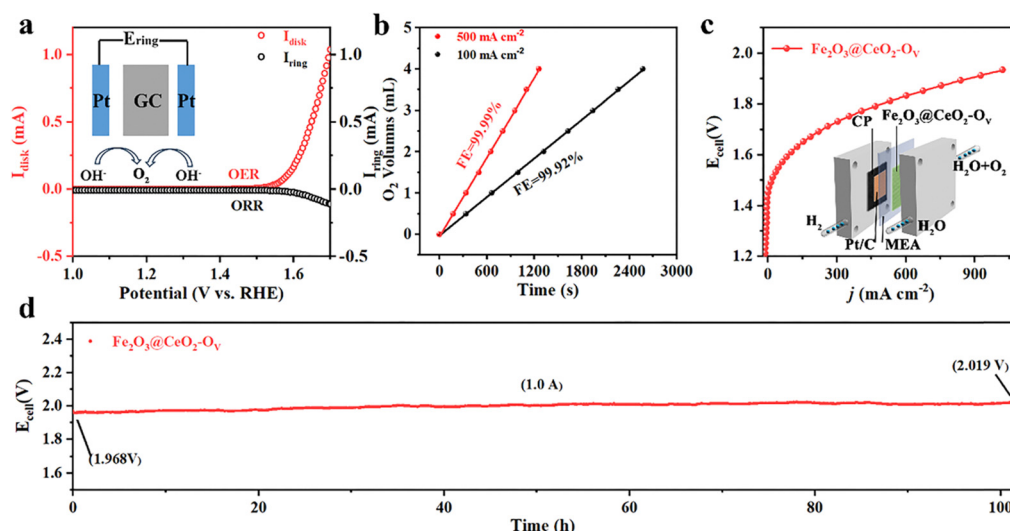 a
E_ring
Pt
GC
Pt
OH⁻
O₂
OH⁻
I_disk
I_ring
OER
ORR
I_disk (mA)
1.0
0.5
0.0
-0.5
1.0
0.5
0.0
-0.5
I_ring (mA)
1.0
1.2
1.4
1.6
Potential (V vs. RHE)
b
500 mA cm⁻²
100 mA cm⁻²
FE=99.99%
FE=99.92%
O₂ Volumns (mL)
5
4
3
2
1
0
0
600
1200
1800
2400
3000
Time (s)
c
Fe₂O₃@CeO₂-O_V
E_cell(V)
2.0
1.8
1.6
1.4
1.2
CP
Fe₂O₃@CeO₂-O_V
H₂O+O₂
H₂
H₂O
Pt/C
MEA
0
300
600
900
j (mA cm⁻²)
d
Fe₂O₃@CeO₂-O_V
(2.019 V)
(1.0 A)
(1.968V)
E_cell(V)
2.4
2.2
2.0
1.8
1.6
0
20
40
60
80
100
Time (h)